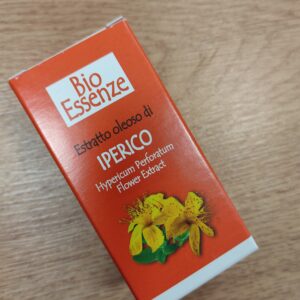 Bio
Essenze
Estratto oleoso di
IPERICO
Hypericum Perforatum
Flower Extract